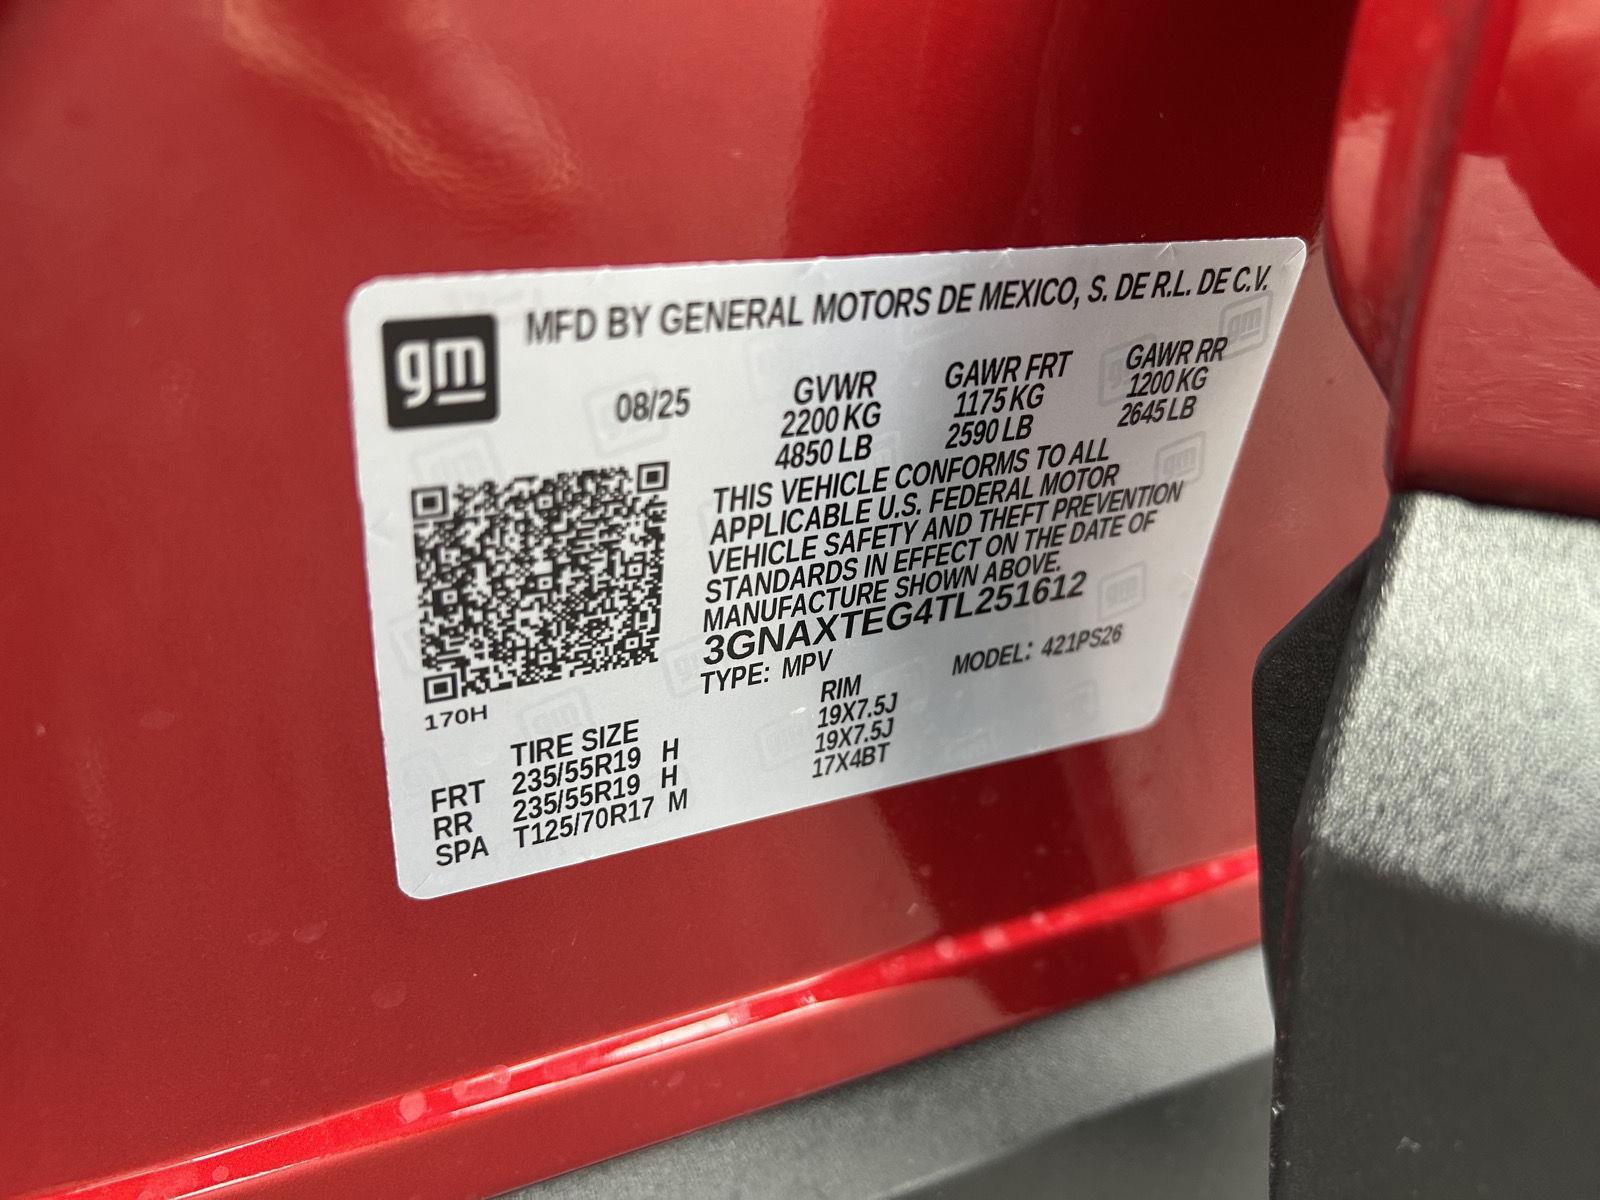 gm
MFD BY GENERAL MOTORS DE MEXICO, S. DE R.L. DE C.V.
08/25
GVWR
2200 KG
4850 LB
GAWR FRT
1175 KG
2590 LB
GAWR RR
1200 KG
2645 LB
THIS VEHICLE CONFORMS TO ALL
APPLICABLE U.S. FEDERAL MOTOR
VEHICLE SAFETY AND THEFT PREVENTION
STANDARDS IN EFFECT ON THE DATE OF
MANUFACTURE SHOWN ABOVE.
3GNAXTEG4TL251612
TYPE: MPV MODEL: 421PS26
170H
TIRE SIZE RIM
FRT 235/55R19 H 19X7.5J
RR 235/55R19 H 19X7.5J
SPA T125/70R17 M 17X4BT